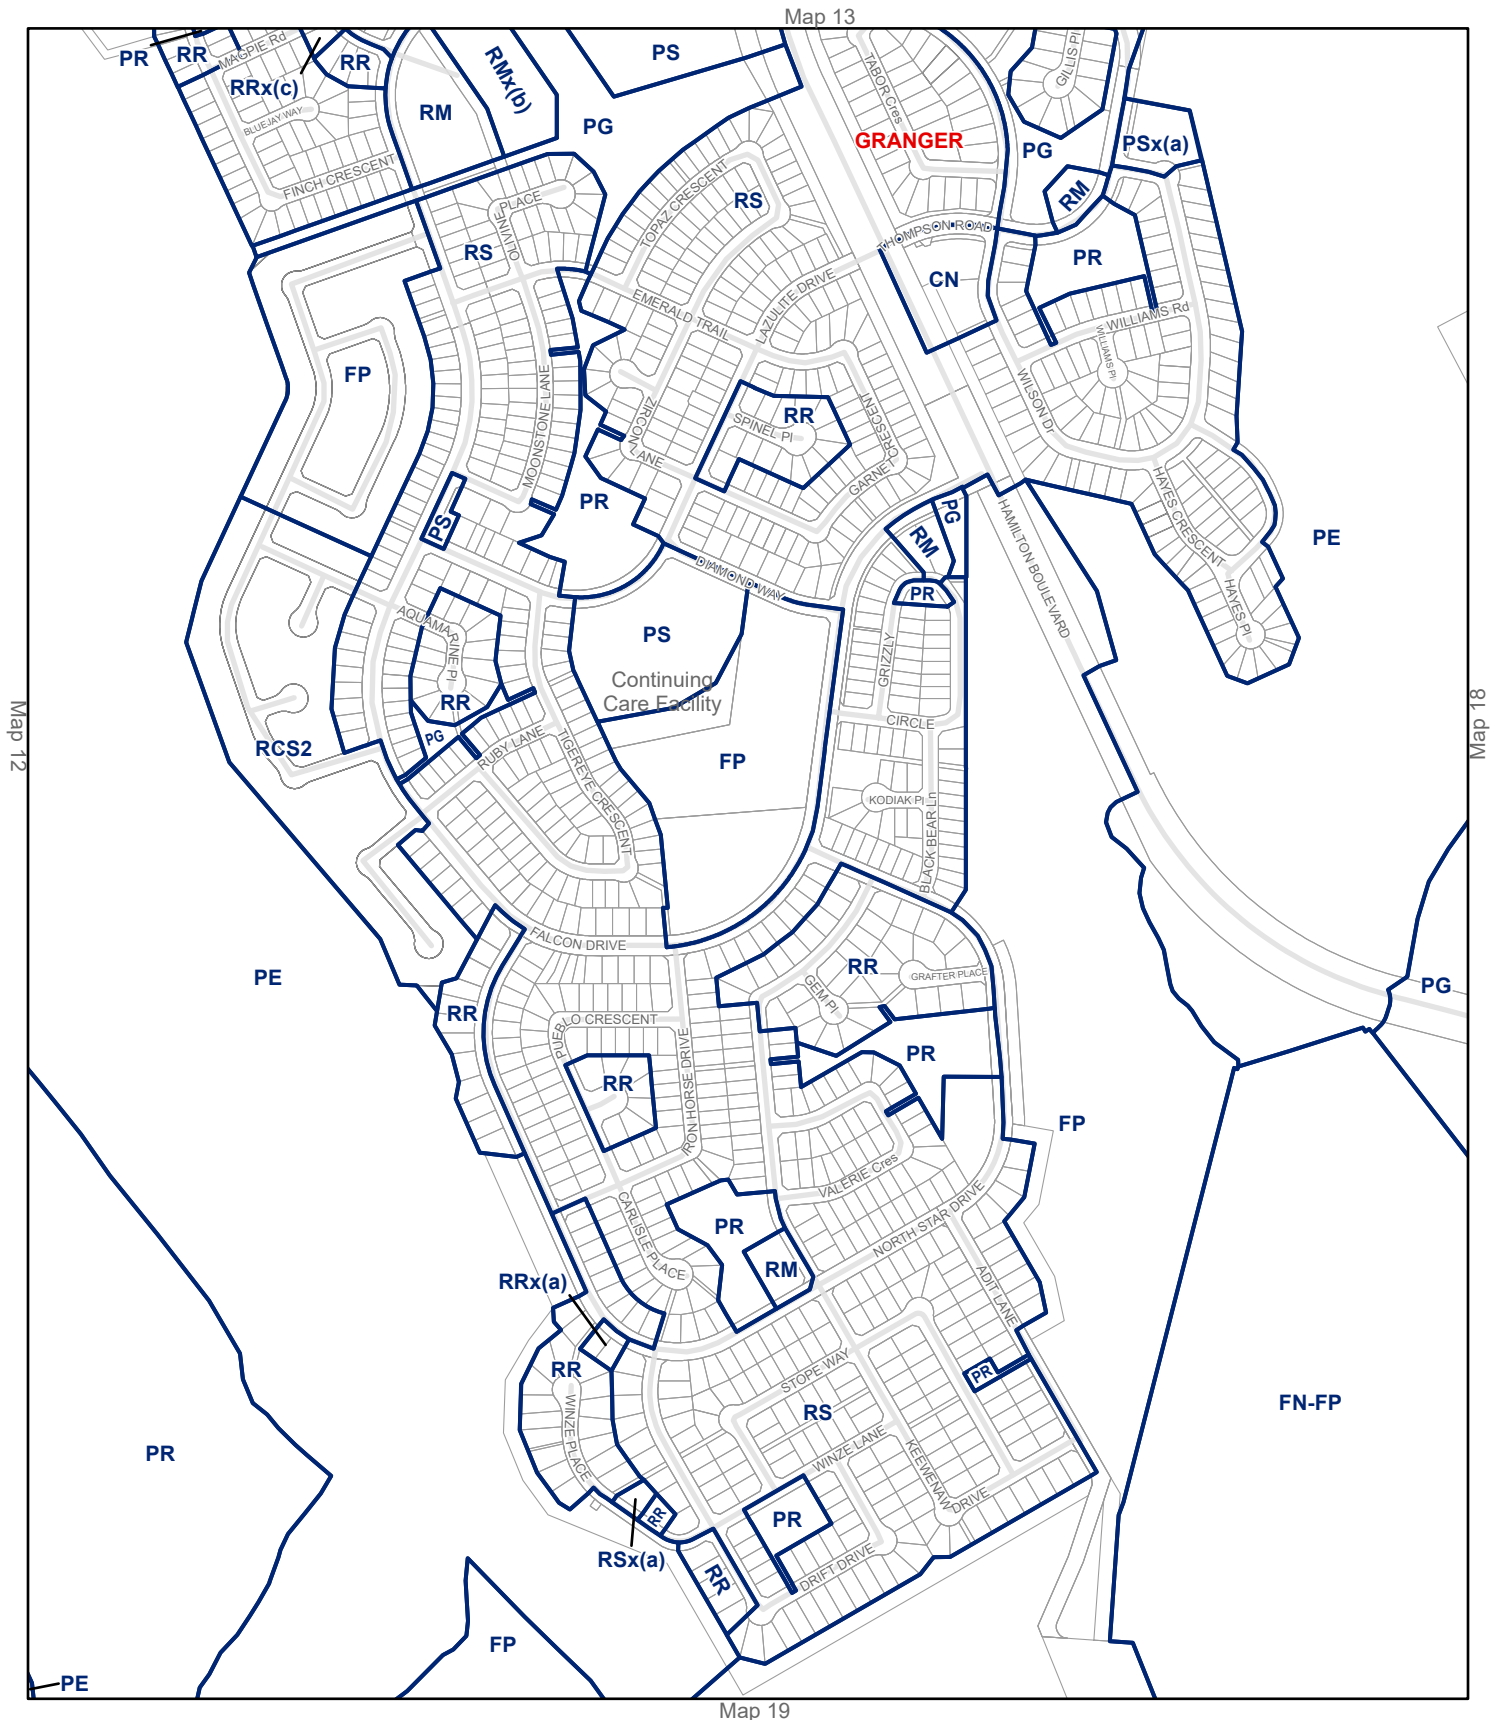 Map 13
PR
RR
MAGPIE Rd
RRx(c)
RR
BLUEJAY WAY
FINCH CRESCENT
RM
RMx(b)
PS
PG
TABOR Cres
GRANGER
GILLIS Pl
PG
PSx(a)
RM
THOMPSON ROAD
CN
PR
WILLIAMS Rd
WILLIAMS Pl
WILSON Dr
OLIVINE PLACE
RS
TOPAZ CRESCENT
RS
EMERALD TRAIL
LAZULITE DRIVE
FP
MOONSTONE LANE
ZIRCON LANE
RR
SPINEL Pl
GARNET CRESCENT
PS
PR
DIAMOND WAY
PG
RM
PR
HAMILTON BOULEVARD
HAYES CRESCENT
HAYES Pl
PE
AQUAMARINE Pl
RR
PG
PS
Continuing
Care Facility
FP
GRIZZLY CIRCLE
KODIAK Pl
BLACK BEAR Ln
Map 12
RCS2
RUBY LANE
TIGEREYE CRESCENT
Map 18
FALCON DRIVE
PE
RR
PUEBLO CRESCENT
IRON HORSE DRIVE
RR
GEM Pl
RR
GRAFTER PLACE
PR
PG
FP
VALERIE Cres
NORTH STAR DRIVE
CARLISLE PLACE
PR
RM
ADIT LANE
RRx(a)
RR
WINZE PLACE
STOPE WAY
PR
RS
WINZE LANE
KEEWENAW DRIVE
FN-FP
PR
PR
RR
RSx(a)
RR
DRIFT DRIVE
FP
PE
Map 19